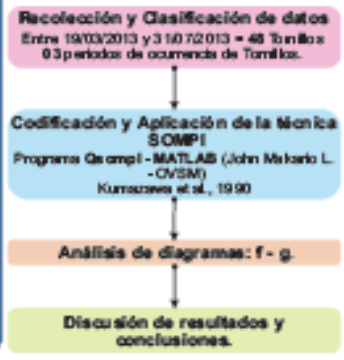 Recolección y Clasificación de datos
Entre 19/03/2013 y 31/07/2013 = 48 Tornillos
03 periodos de ocurrencia de Tornillos.
Codificación y Aplicación de la técnica
SOMPI
Programa Qsompi - MATLAB (John Makario L.
- OVSM)
Kumazawa et al., 1990
Análisis de diagramas: f - g.
Discusión de resultados y
conclusiones.